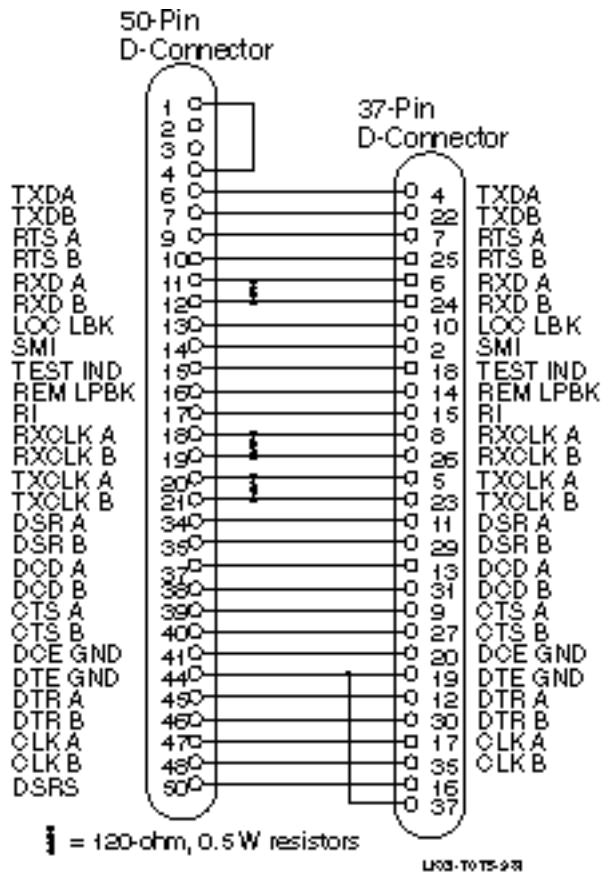 50-Pin
D-Connector
37-Pin
D-Connector
1
2
3
4
TXDA 6 4 TXDA
TXDB 7 22 TXDB
RTS A 9 7 RTS A
RTS B 10 25 RTS B
RXD A 11 6 RXD A
RXD B 12 24 RXD B
LOC LBK 13 10 LOC LBK
SMI 14 2 SMI
TEST IND 15 18 TEST IND
REM LPBK 16 14 REM LPBK
RI 17 15 RI
RXCLK A 18 8 RXCLK A
RXCLK B 19 26 RXCLK B
TXCLK A 20 5 TXCLK A
TXCLK B 21 23 TXCLK B
DSR A 34 11 DSR A
DSR B 35 29 DSR B
DCD A 37 13 DCD A
DCD B 38 31 DCD B
CTS A 39 9 CTS A
CTS B 40 27 CTS B
DCE GND 41 20 DCE GND
DTE GND 44 19 DTE GND
DTR A 45 12 DTR A
DTR B 46 30 DTR B
CLK A 47 17 CLK A
CLK B 48 35 CLK B
DSRS 50 16
37
= 120-ohm, 0.5 W resistors